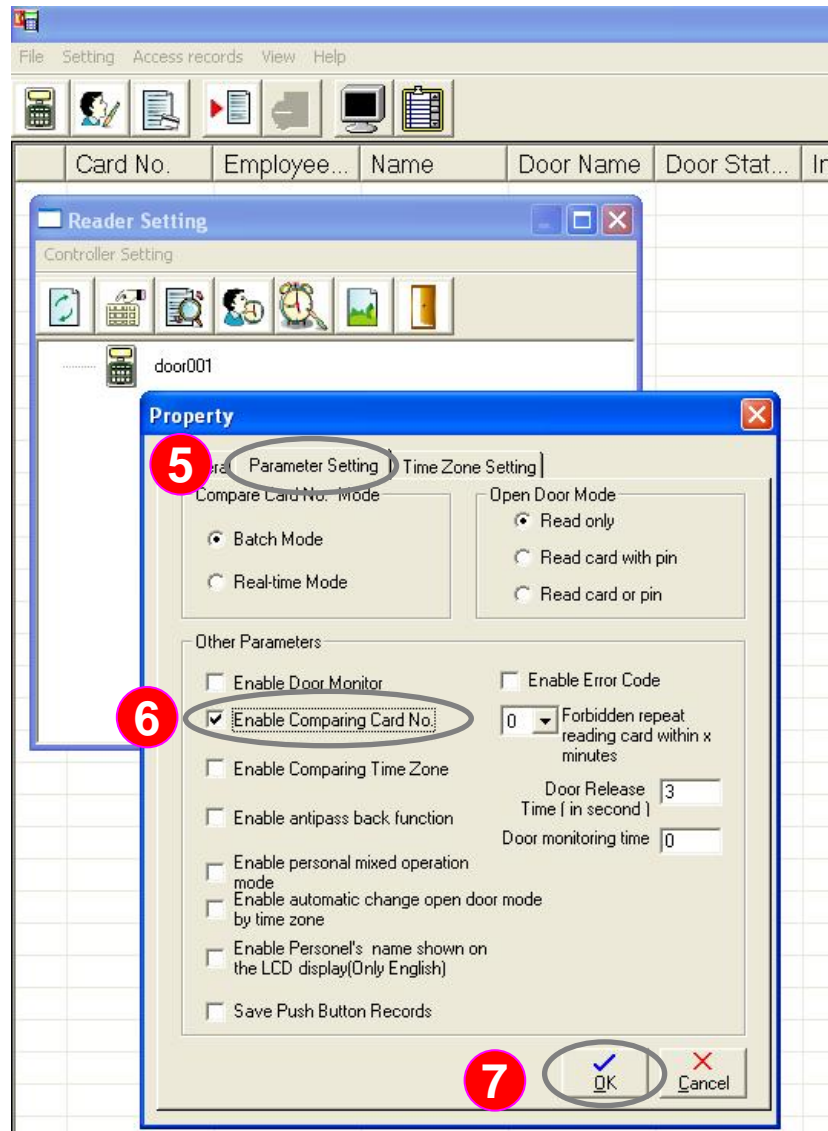 File Setting Access records View Help
Card No. Employee... Name Door Name Door Stat...
Reader Setting
Controller Setting
door001
Property
5
Parameter Setting Time Zone Setting
Compare Card No. Mode
Open Door Mode
Batch Mode
Read only
Real-time Mode
Read card with pin
Read card or pin
Other Parameters
Enable Door Monitor
Enable Error Code
6
Enable Comparing Card No.
0
Forbidden repeat
reading card within x
minutes
Enable Comparing Time Zone
Door Release
Time ( in second )
3
Enable antipass back function
Door monitoring time 0
Enable personal mixed operation
mode
Enable automatic change open door mode
by time zone
Enable Personel's name shown on
the LCD display(Only English)
Save Push Button Records
7
OK
Cancel